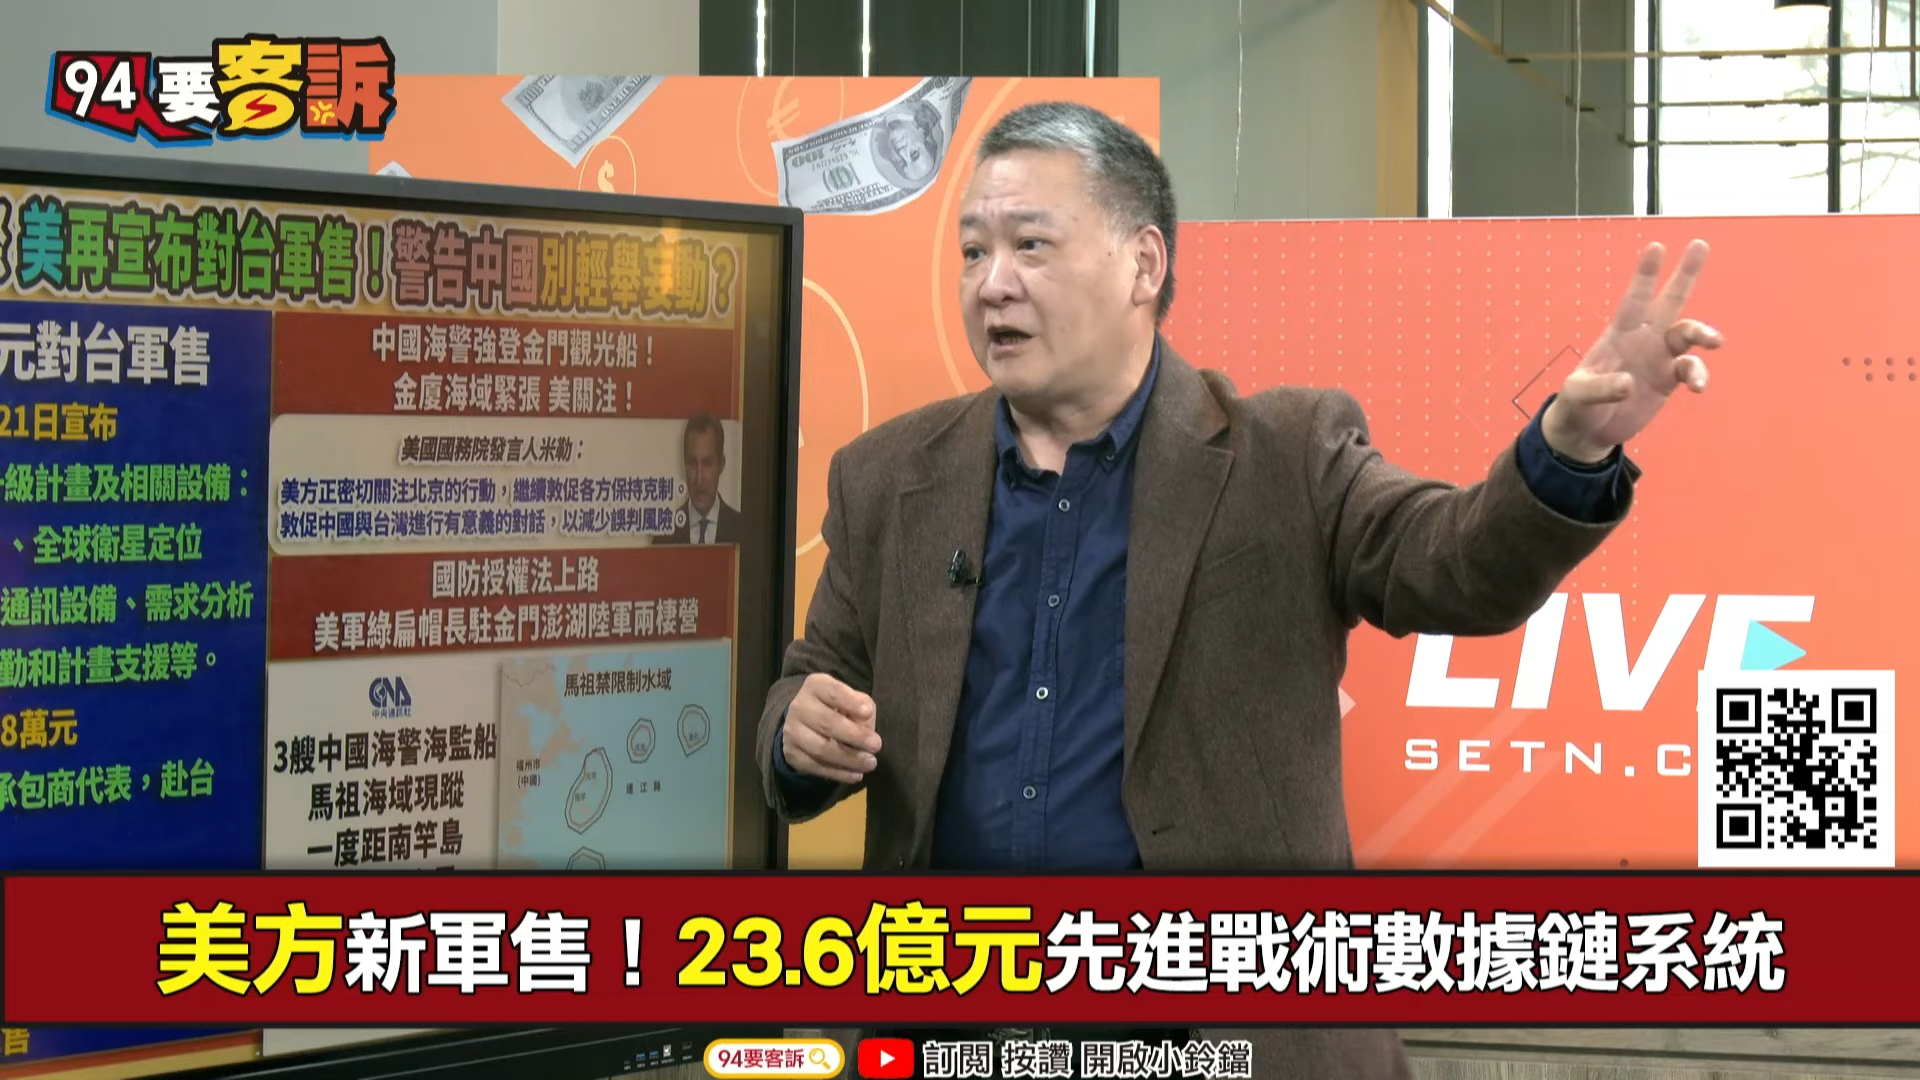 94要客訴
美再宣布對台軍售！警告中國別輕舉妄動？
元對台軍售
21日宣布
級計畫及相關設備：
、全球衛星定位
通訊設備、需求分析
勤和計畫支援等。
8萬元
承包商代表，赴台
售
中國海警強登金門觀光船！
金廈海域緊張 美關注！
美國國務院發言人米勒：
美方正密切關注北京的行動，繼續敦促各方保持克制。
敦促中國與台灣進行有意義的對話，以減少誤判風險。
國防授權法上路
美軍綠扁帽長駐金門澎湖陸軍兩棲營
CNA
中央通訊社
3艘中國海警海監船
馬祖海域現蹤
一度距南竿島
馬祖禁限制水域
福州市
(中國)
連江縣
LIVE
SETN.C
美方新軍售！23.6億元先進戰術數據鏈系統
94要客訴
訂閱 按讚 開啟小鈴鐺